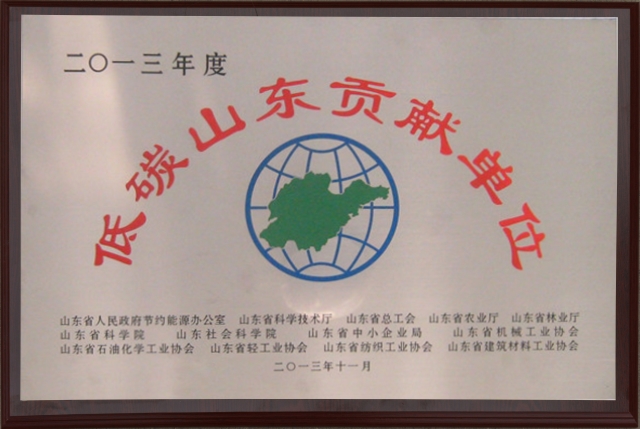 二〇一三年度
低碳山东贡献单位
山东省人民政府节约能源办公室 山东省科学技术厅 山东省总工会 山东省农业厅 山东省林业厅
山东省科学院 山东社会科学院 山东省中小企业局 山东省机械工业协会
山东省石油化学工业协会 山东省轻工业协会 山东省纺织工业协会 山东省建筑材料工业协会
二〇一三年十一月